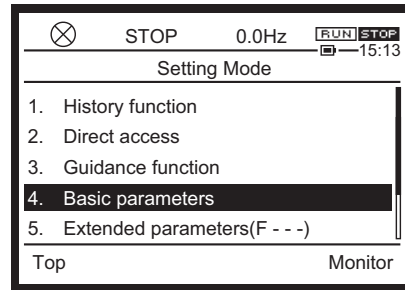 STOP 0.0Hz RUN STOP
15:13
Setting Mode
1. History function
2. Direct access
3. Guidance function
4. Basic parameters
5. Extended parameters(F - - -)
Top Monitor